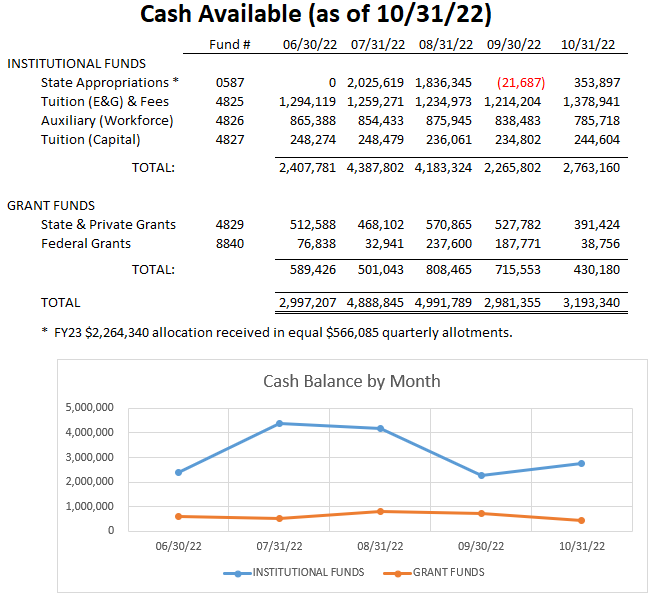 Cash Available (as of 10/31/22)
Fund # 06/30/22 07/31/22 08/31/22 09/30/22 10/31/22
INSTITUTIONAL FUNDS
State Appropriations * 0587 0 2,025,619 1,836,345 (21,687) 353,897
Tuition (E&G) & Fees 4825 1,294,119 1,259,271 1,234,973 1,214,204 1,378,941
Auxiliary (Workforce) 4826 865,388 854,433 875,945 838,483 785,718
Tuition (Capital) 4827 248,274 248,479 236,061 234,802 244,604
TOTAL: 2,407,781 4,387,802 4,183,324 2,265,802 2,763,160
GRANT FUNDS
State & Private Grants 4829 512,588 468,102 570,865 527,782 391,424
Federal Grants 8840 76,838 32,941 237,600 187,771 38,756
TOTAL: 589,426 501,043 808,465 715,553 430,180
TOTAL 2,997,207 4,888,845 4,991,789 2,981,355 3,193,340
* FY23 $2,264,340 allocation received in equal $566,085 quarterly allotments.
Cash Balance by Month
5,000,000
4,000,000
3,000,000
2,000,000
1,000,000
0
06/30/22 07/31/22 08/31/22 09/30/22 10/31/22
INSTITUTIONAL FUNDS GRANT FUNDS